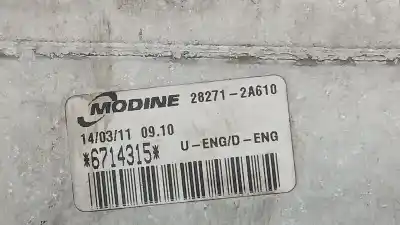 MODINE 28271-2A610
14/03/11 09.10
*6714315* U-ENG/D-ENG